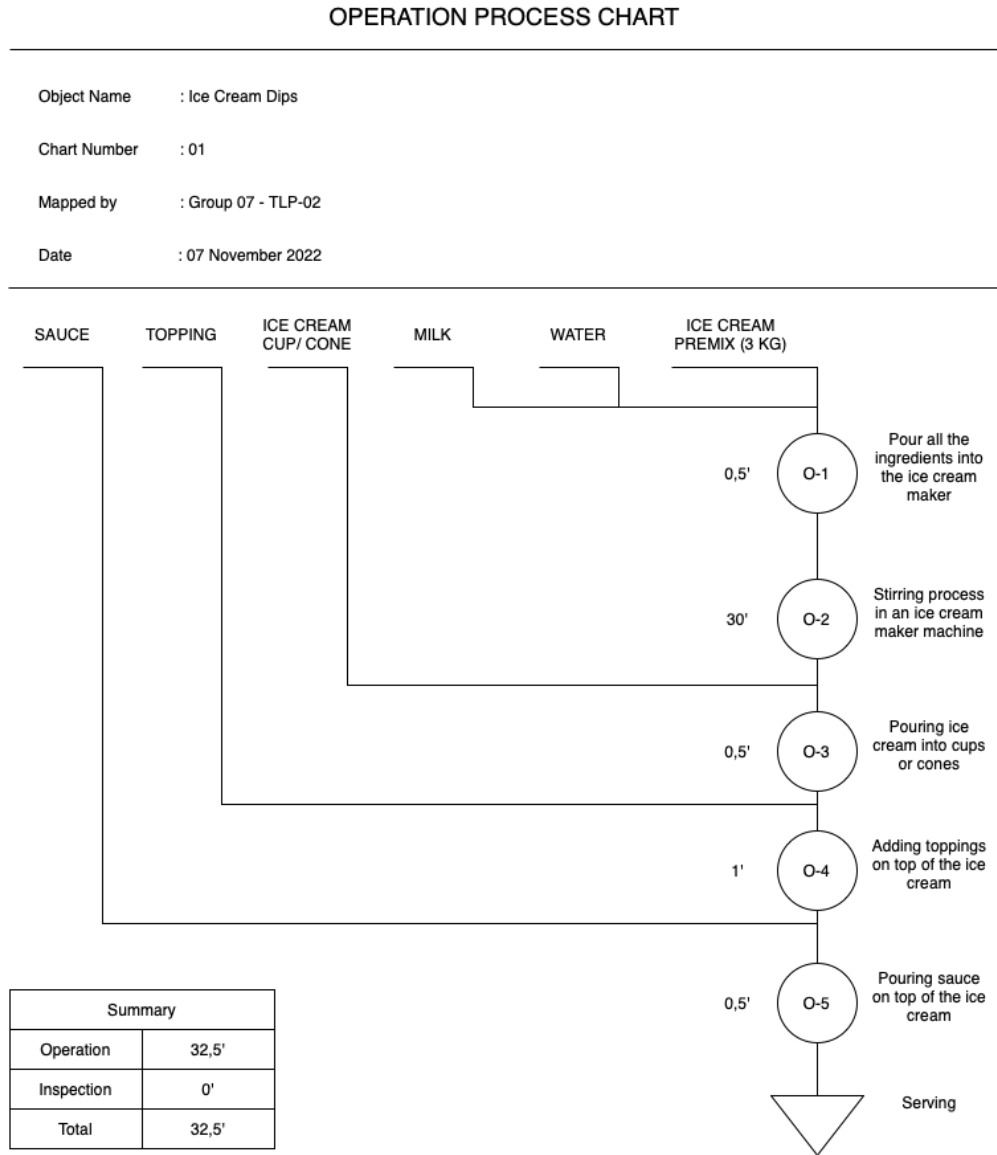 OPERATION PROCESS CHART
Object Name : Ice Cream Dips
Chart Number : 01
Mapped by : Group 07 - TLP-02
Date : 07 November 2022
SAUCE
TOPPING
ICE CREAM
CUP/ CONE
MILK
WATER
ICE CREAM
PREMIX (3 KG)
0,5'
O-1
Pour all the
ingredients into
the ice cream
maker
30'
O-2
Stirring process
in an ice cream
maker machine
0,5'
O-3
Pouring ice
cream into cups
or cones
1'
O-4
Adding toppings
on top of the ice
cream
0,5'
O-5
Pouring sauce
on top of the ice
cream
Serving
Summary
Operation 32,5'
Inspection 0'
Total 32,5'